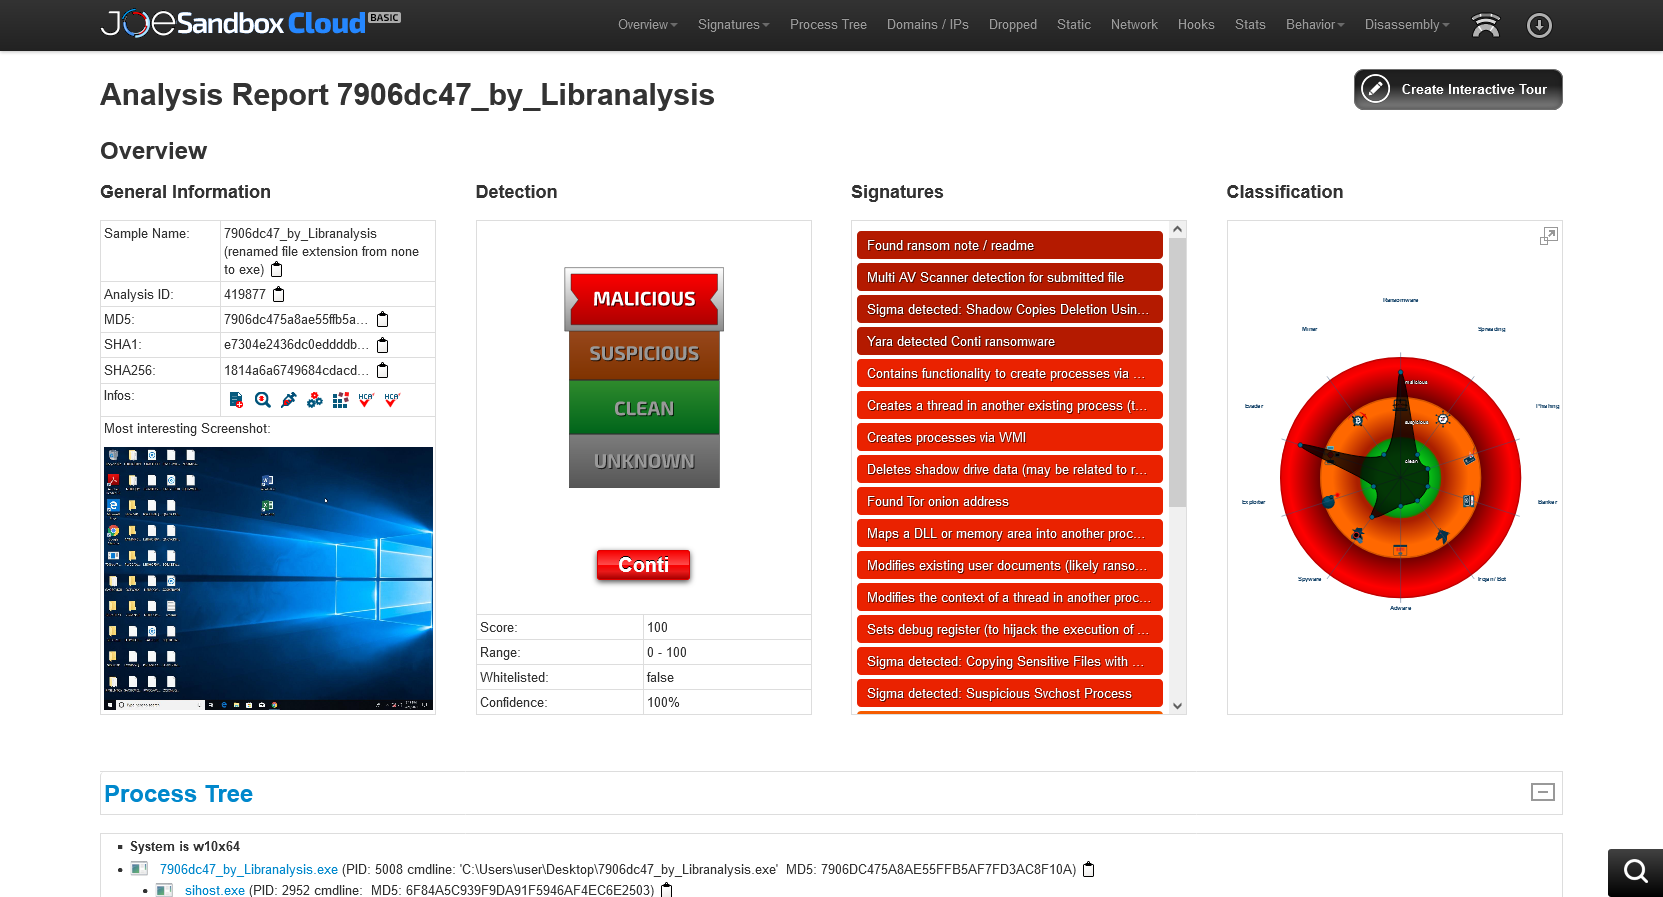 JOESandbox Cloud BASIC
Overview
Signatures
Process Tree
Domains / IPs
Dropped
Static
Network
Hooks
Stats
Behavior
Disassembly
Analysis Report 7906dc47_by_Libranalysis
Create Interactive Tour
Overview
General Information
Sample Name:
7906dc47_by_Libranalysis
(renamed file extension from none
to exe)
Analysis ID:
419877
MD5:
7906dc475a8ae55ffb5a...
SHA1:
e7304e2436dc0eddddb...
SHA256:
1814a6a6749684cdacd...
Infos:
HCA HCA
Most interesting Screenshot:
Detection
MALICIOUS
SUSPICIOUS
CLEAN
UNKNOWN
Conti
Score:
100
Range:
0 - 100
Whitelisted:
false
Confidence:
100%
Signatures
Found ransom note / readme
Multi AV Scanner detection for submitted file
Sigma detected: Shadow Copies Deletion Usin...
Yara detected Conti ransomware
Contains functionality to create processes via ...
Creates a thread in another existing process (t...
Creates processes via WMI
Deletes shadow drive data (may be related to r...
Found Tor onion address
Maps a DLL or memory area into another proc...
Modifies existing user documents (likely ranso...
Modifies the context of a thread in another proc...
Sets debug register (to hijack the execution of ...
Sigma detected: Copying Sensitive Files with ...
Sigma detected: Suspicious Svchost Process
Classification
Ransomware
Miner
Spreading
malicious
Evader
Phishing
suspicious
clean
Exploiter
Banker
Spyware
Trojan / Bot
Adware
Process Tree
System is w10x64
7906dc47_by_Libranalysis.exe (PID: 5008 cmdline: 'C:\Users\user\Desktop\7906dc47_by_Libranalysis.exe' MD5: 7906DC475A8AE55FFB5AF7FD3AC8F10A)
sihost.exe (PID: 2952 cmdline: MD5: 6F84A5C939F9DA91F5946AF4EC6E2503)